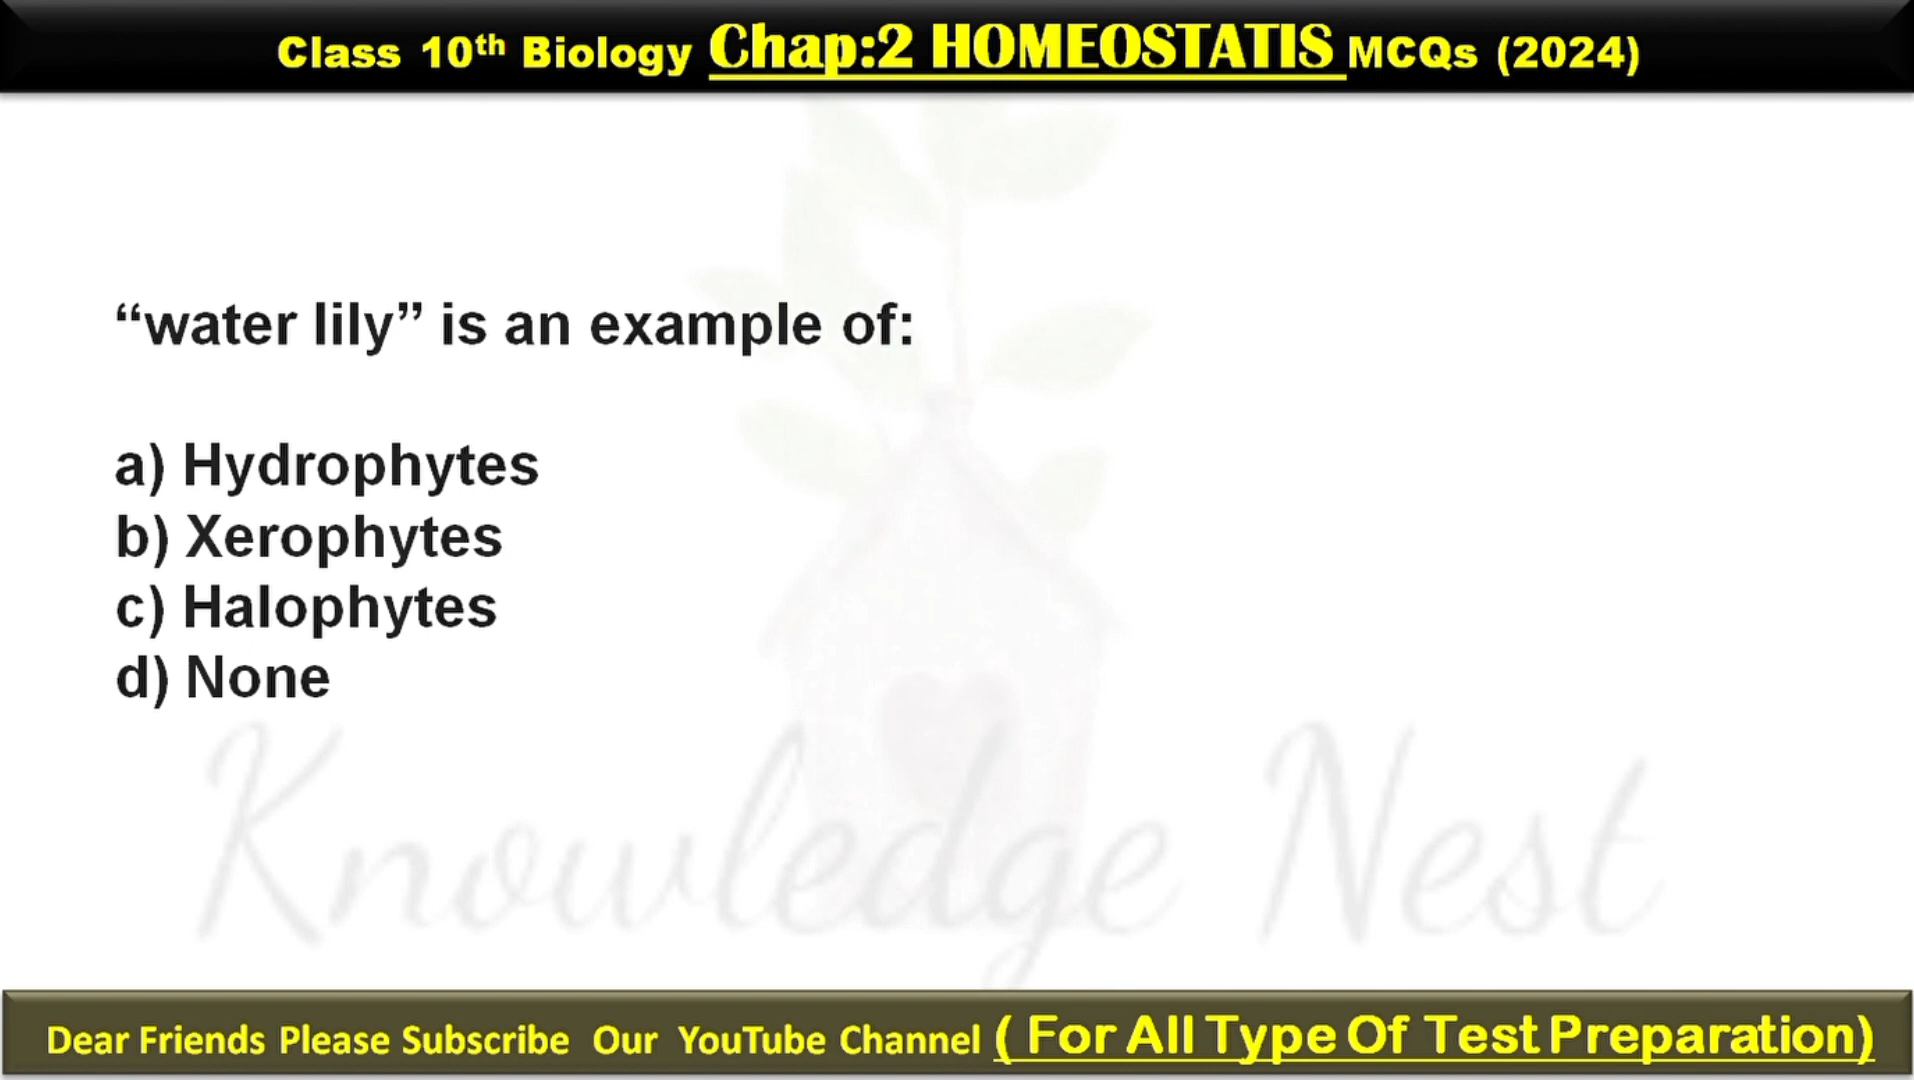 Class 10th Biology Chap:2 HOMEOSTATIS MCQs (2024)
“water lily” is an example of:
a) Hydrophytes
b) Xerophytes
c) Halophytes
d) None
Knowledge Nest
Dear Friends Please Subscribe Our YouTube Channel ( For All Type Of Test Preparation)